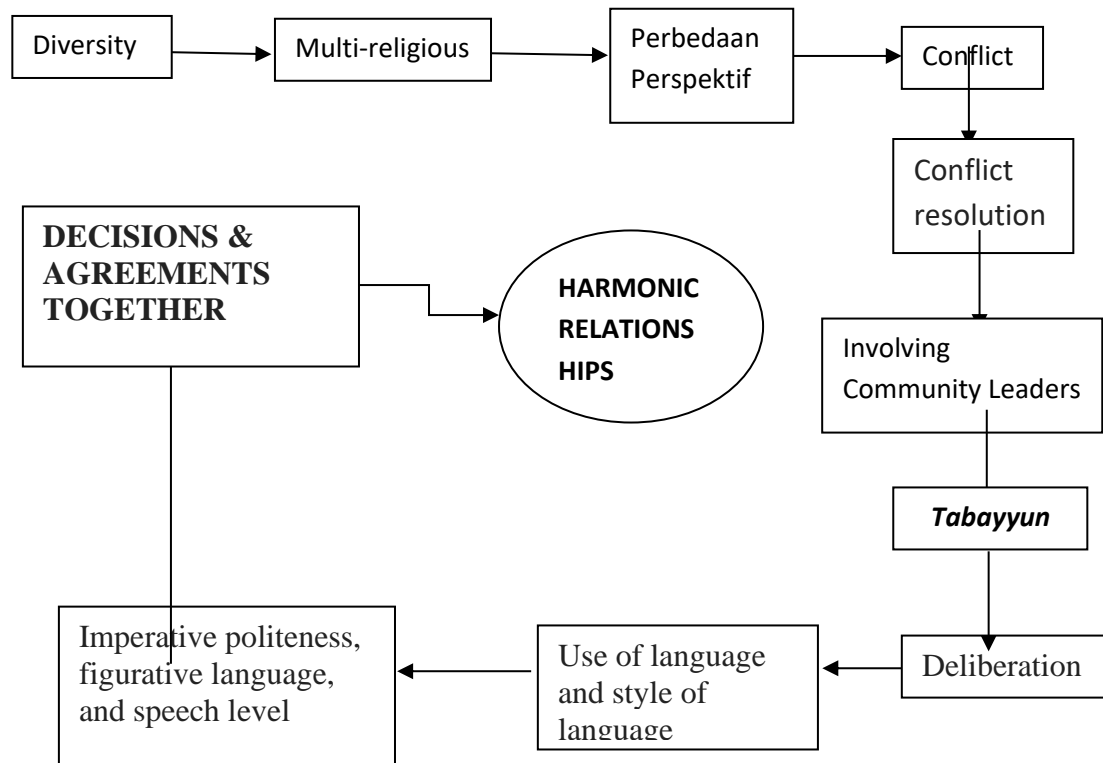 Diversity
Multi-religious
Perbedaan
Perspektif
Conflict
Conflict
resolution
Involving
Community Leaders
Tabayyun
Deliberation
Use of language
and style of
language
Imperative politeness,
figurative language,
and speech level
DECISIONS &
AGREEMENTS
TOGETHER
HARMONIC
RELATIONS
HIPS